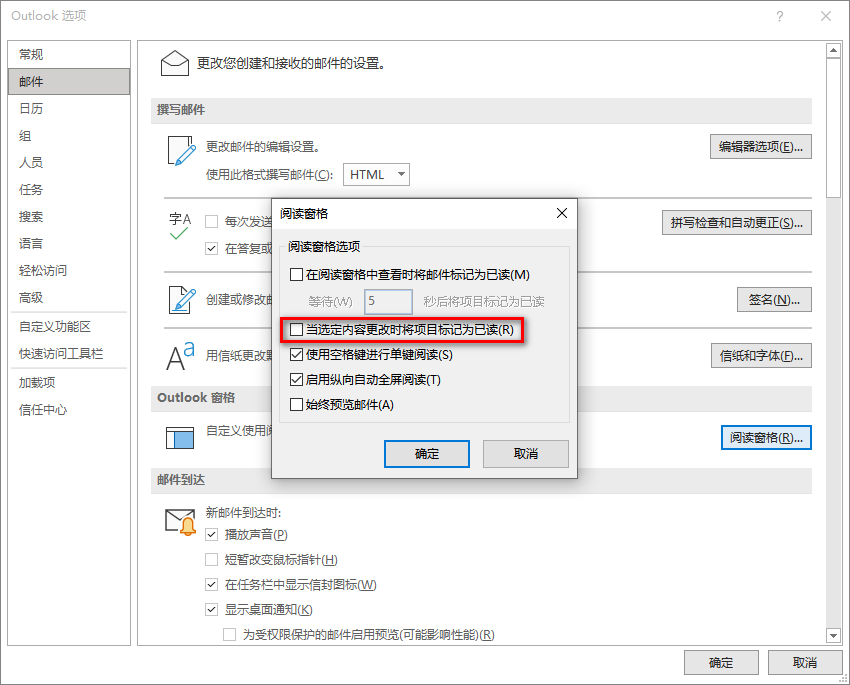 Outlook 选项
常规
邮件
日历
组
人员
任务
搜索
语言
轻松访问
高级
自定义功能区
快速访问工具栏
加载项
信任中心
更改您创建和接收的邮件的设置。
撰写邮件
更改邮件的编辑设置。
编辑器选项(E)...
使用此格式撰写邮件(C): HTML
字A
每次发送
拼写检查和自动更正(S)...
在答复或
创建或修改
签名(N)...
Aa
用信纸更改
信纸和字体(F)...
Outlook 窗格
自定义使用
阅读窗格(R)...
阅读窗格
阅读窗格选项
在阅读窗格中查看时将邮件标记为已读(M)
等待(W) 5 秒后将项目标记为已读
当选定内容更改时将项目标记为已读(R)
使用空格键进行单键阅读(S)
启用纵向自动全屏阅读(T)
始终预览邮件(A)
确定
取消
邮件到达
新邮件到达时:
播放声音(P)
短暂改变鼠标指针(H)
在任务栏中显示信封图标(W)
显示桌面通知(K)
为受权限保护的邮件启用预览(可能影响性能)(R)
确定
取消